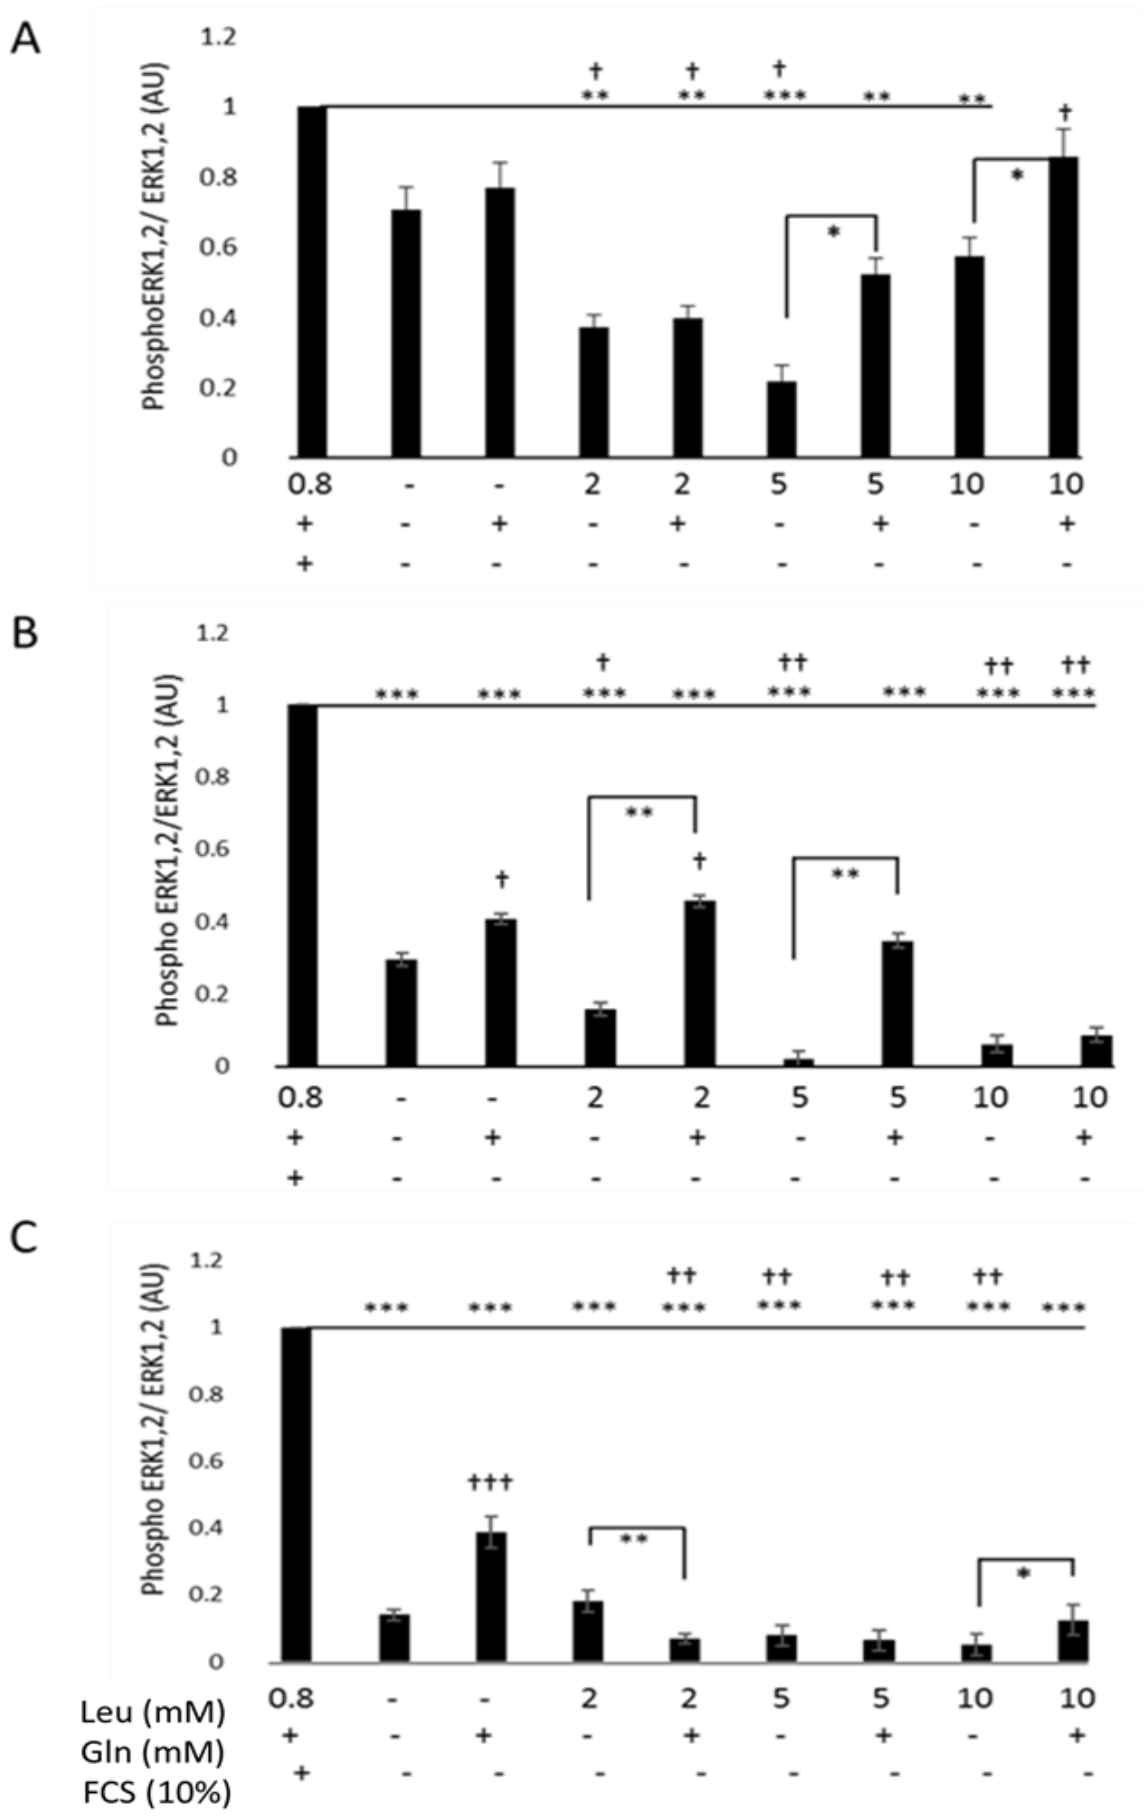 A
PhosphoERK1,2/ ERK1,2 (AU)
1.2
† † †
** ** *** ** **
1
†
0.8
*
*
0.6
0.4
0.2
0
0.8 - - 2 2 5 5 10 10
+ - + - + - + - +
+ - - - - - - - -
B
Phospho ERK1,2/ERK1,2 (AU)
1.2
† †† †† ††
*** *** *** *** *** *** *** ***
1
0.8
**
0.6
† † **
0.4
0.2
0
0.8 - - 2 2 5 5 10 10
+ - + - + - + - +
+ - - - - - - - -
C
Phospho ERK1,2/ ERK1,2 (AU)
1.2
†† †† †† ††
*** *** *** *** *** *** *** ***
1
0.8
0.6
†††
0.4
**
*
0.2
0
Leu (mM) 0.8 - - 2 2 5 5 10 10
Gln (mM) + - + - + - + - +
FCS (10%) + - - - - - - - -